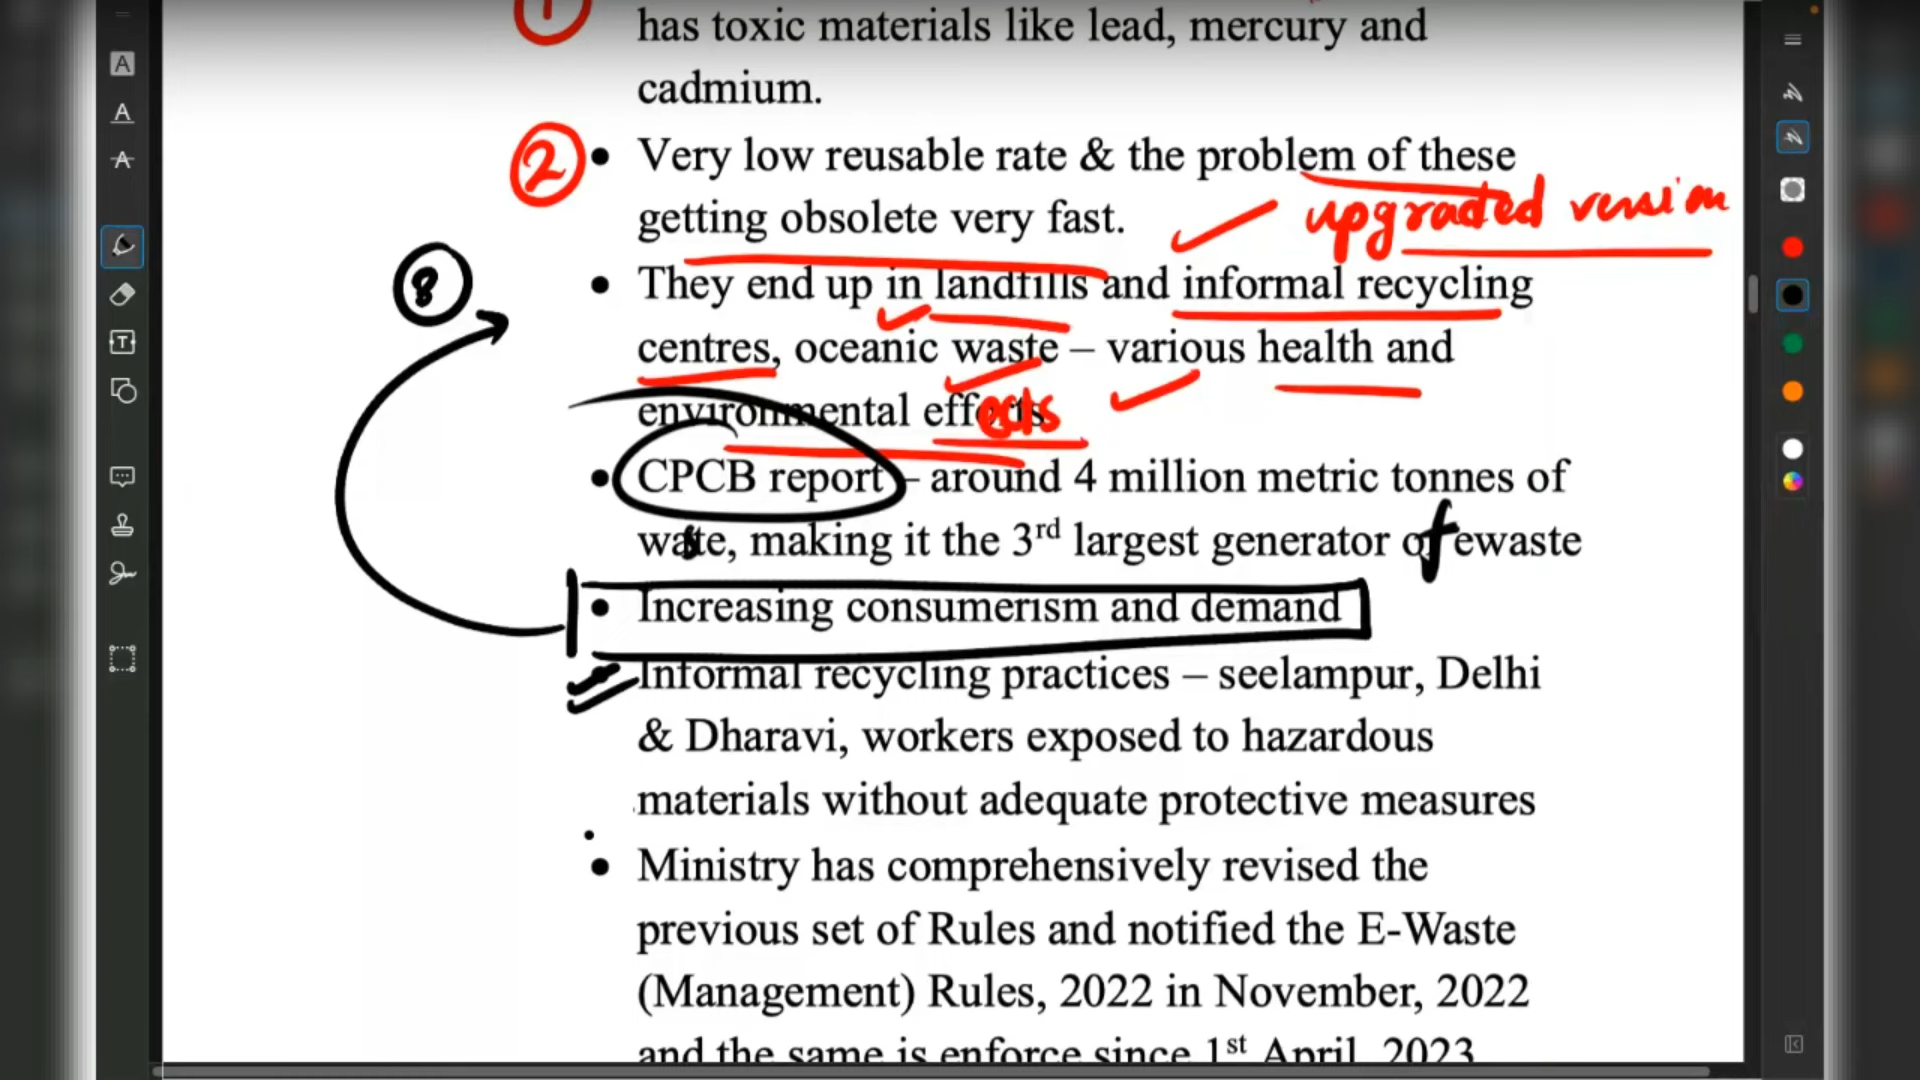 1
has toxic materials like lead, mercury and
cadmium.
2
• Very low reusable rate & the problem of these
getting obsolete very fast. upgraded version
• They end up in landfills and informal recycling
8
centres, oceanic waste – various health and
environmental effects
• CPCB report – around 4 million metric tonnes of
waste, making it the 3rd largest generator of ewaste
• Increasing consumerism and demand
• Informal recycling practices – seelampur, Delhi
& Dharavi, workers exposed to hazardous
materials without adequate protective measures
• Ministry has comprehensively revised the
previous set of Rules and notified the E-Waste
(Management) Rules, 2022 in November, 2022
and the same is enforce since 1st April, 2023